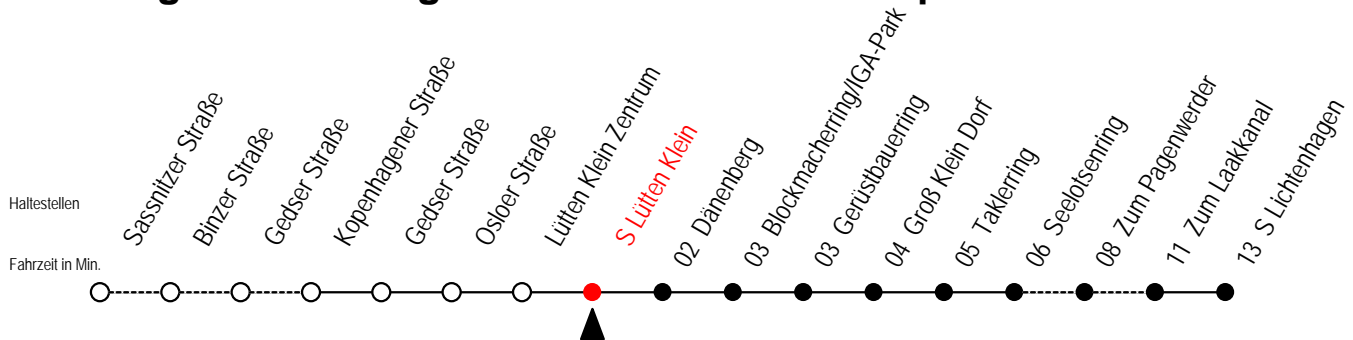 Haltestellen
Fahrzeit in Min.
Sassnitzer Straße
Binzer Straße
Gedser Straße
Kopenhagener Straße
Gedser Straße
Osloer Straße
Lütten Klein Zentrum
S Lütten Klein
02 Dänenberg
03 Blockmacherring/IGA-Park
03 Gerüstbauerring
04 Groß Klein Dorf
05 Taklerring
06 Seelotsenring
08 Zum Pagenwerder
11 Zum Laakkanal
13 S Lichtenhagen